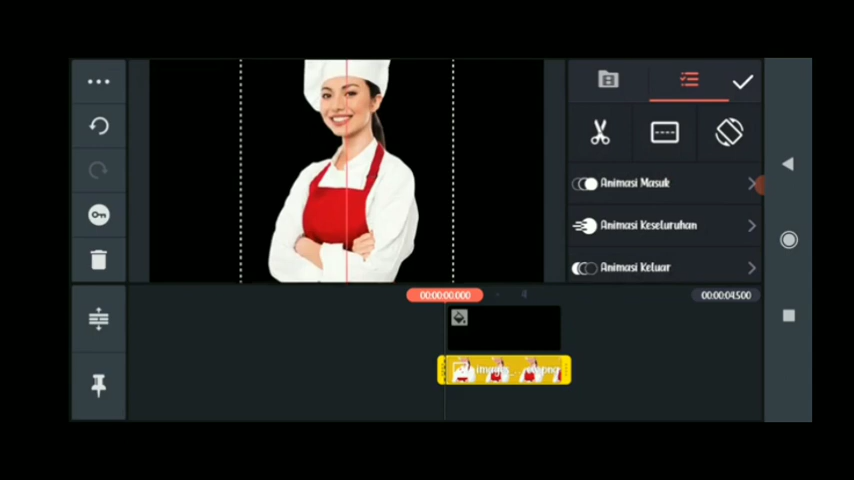 Animasi Masuk
Animasi Keseluruhan
Animasi Keluar
00:00:00.000
00:00:04.500